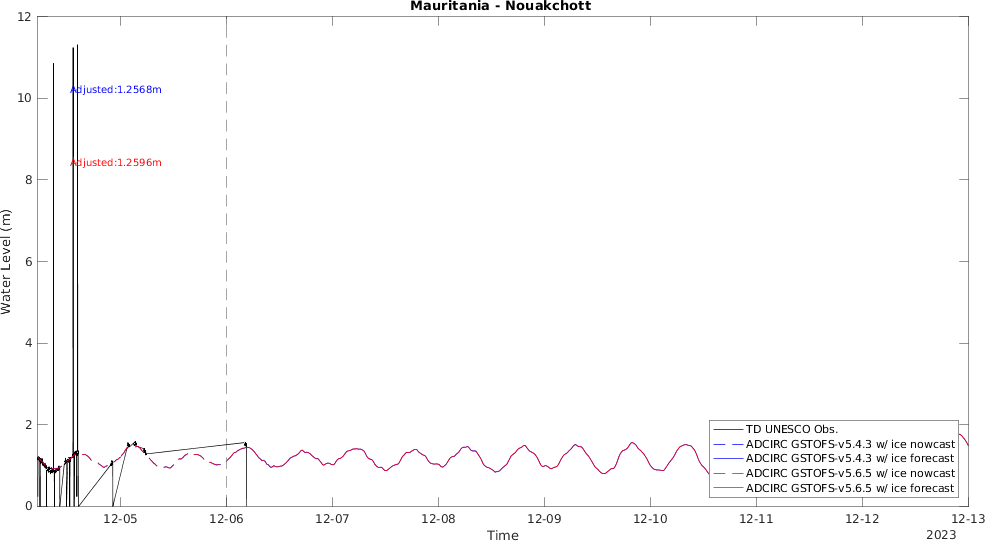 Mauritania - Nouakchott
12
10
8
6
4
2
0
Water Level (m)
Adjusted:1.2568m
Adjusted:1.2596m
TD UNESCO Obs.
ADCIRC GSTOFS-v5.4.3 w/ ice nowcast
ADCIRC GSTOFS-v5.4.3 w/ ice forecast
ADCIRC GSTOFS-v5.6.5 w/ ice nowcast
ADCIRC GSTOFS-v5.6.5 w/ ice forecast
12-05 12-06 12-07 12-08 12-09 12-10 12-11 12-12 12-13
Time
2023